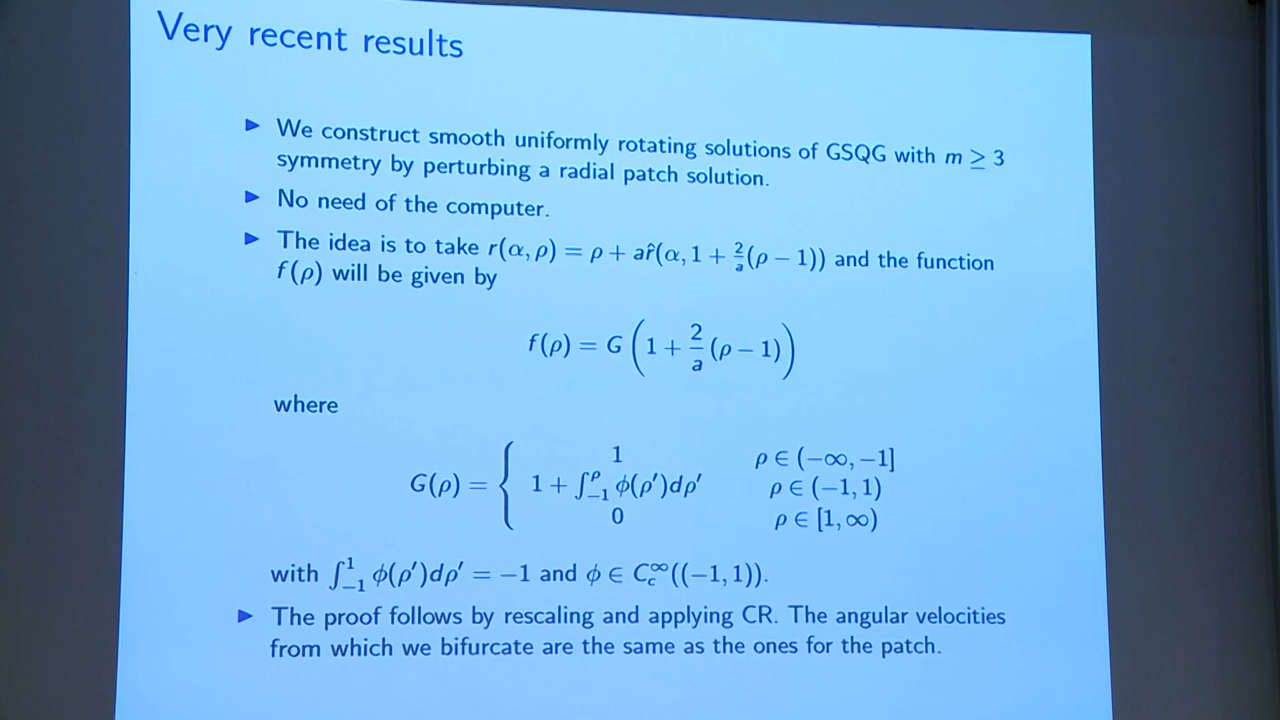 Very recent results
▶ We construct smooth uniformly rotating solutions of GSQG with m ≥ 3
symmetry by perturbing a radial patch solution.
▶ No need of the computer.
▶ The idea is to take r(α, ρ) = ρ + ar̂(α, 1 + 2/a(ρ − 1)) and the function
f(ρ) will be given by
f(ρ) = G(1 + 2/a (ρ − 1))
where
G(ρ) = { 1 ρ ∈ (−∞, −1]
1 + ∫_{−1}^{ρ} ϕ(ρ′)dρ′ ρ ∈ (−1, 1)
0 ρ ∈ [1, ∞)
with ∫_{−1}^{1} ϕ(ρ′)dρ′ = −1 and ϕ ∈ C_c^∞((−1, 1)).
▶ The proof follows by rescaling and applying CR. The angular velocities
from which we bifurcate are the same as the ones for the patch.